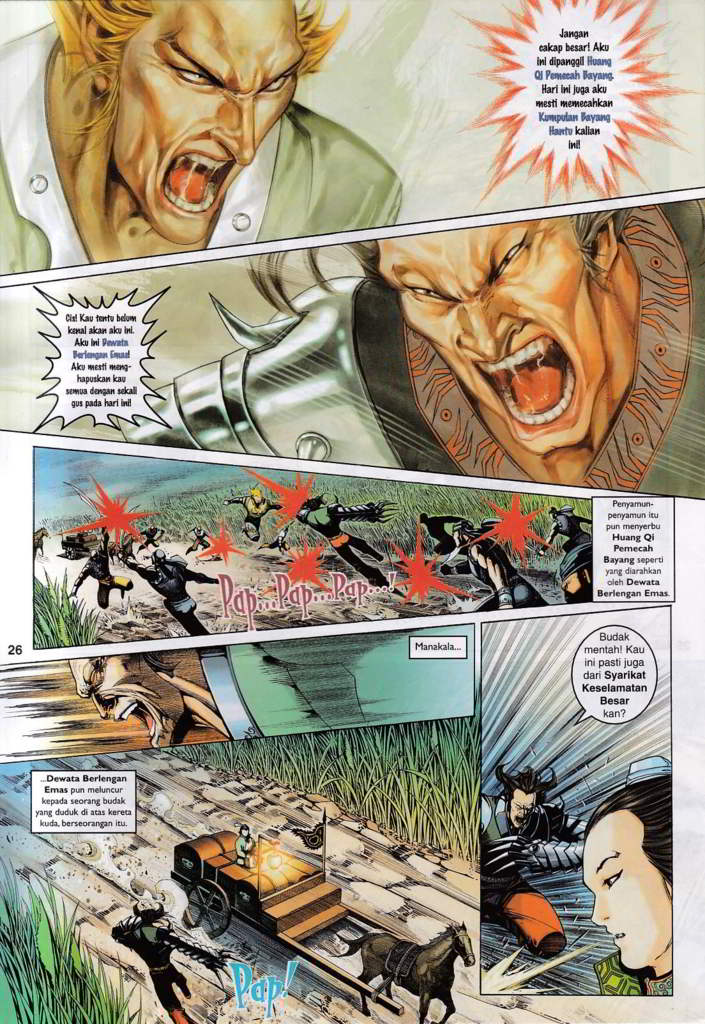 Jangan
cakap besar! Aku
ini dipanggil Huang
Qi Pemecah Bayang.
Hari ini juga aku
mesti memecahkan
Kumpulan Bayang
Hantu kalian
ini!
Cis! Kau tentu belum
kenal akan aku ini.
Aku ini Dewata
Berlengan Emas!
Aku mesti meng-
hapuskan kau
semua dengan sekali
gus pada hari ini!
Penyamun-
penyamun itu
pun menyerbu
Huang Qi
Pemecah
Bayang seperti
yang diarahkan
oleh Dewata
Berlengan Emas.
Pap...Pap...Pap...!
26
Manakala...
Budak
mentah! Kau
ini pasti juga
dari Syarikat
Keselamatan
Besar
kan?
...Dewata Berlengan
Emas pun meluncur
kepada seorang budak
yang duduk di atas kereta
kuda, berseorangan itu.
Pap!